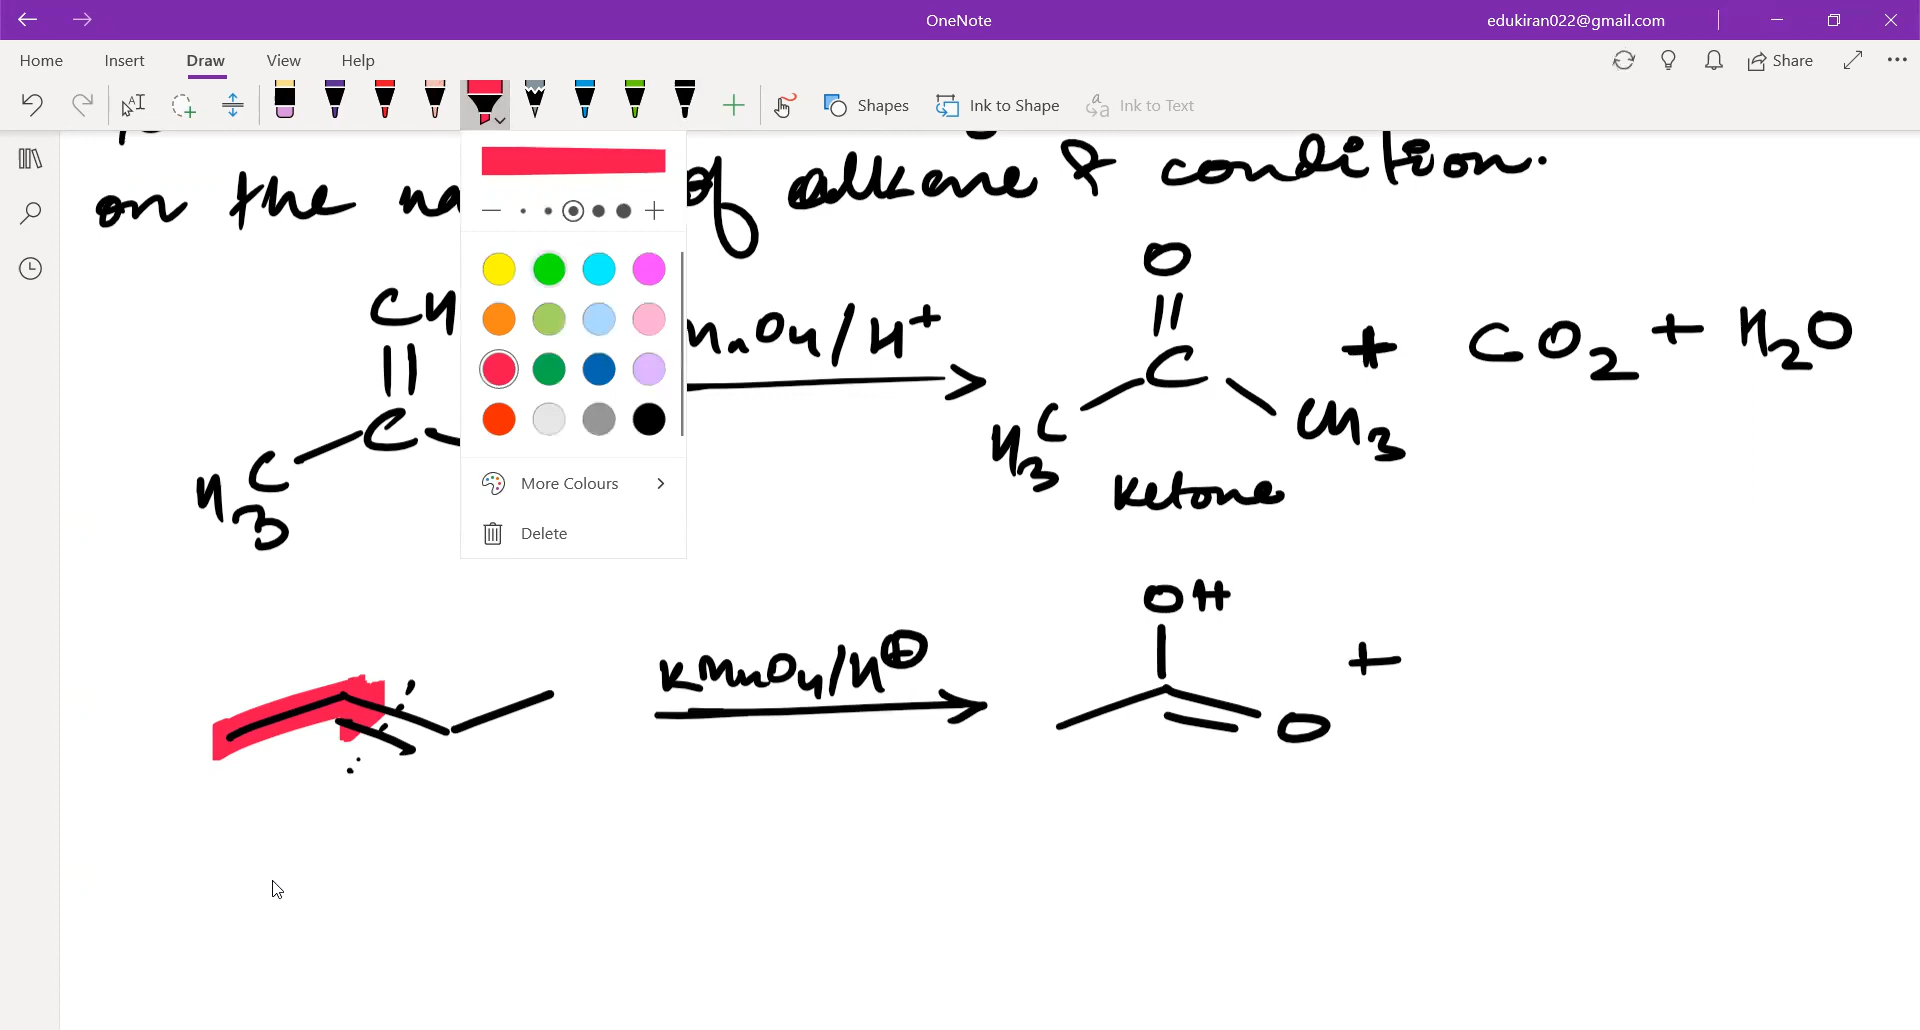 OneNote
edukiran022@gmail.com
Home Insert Draw View Help
Share
Shapes Ink to Shape Ink to Text
on the of alkene & condition.
More Colours
Delete
O
CH
MnO4/H+
C + CO2 + H2O
C
H3C CH3
H3C
Ketone
OH
KMnO4/H+ +
O